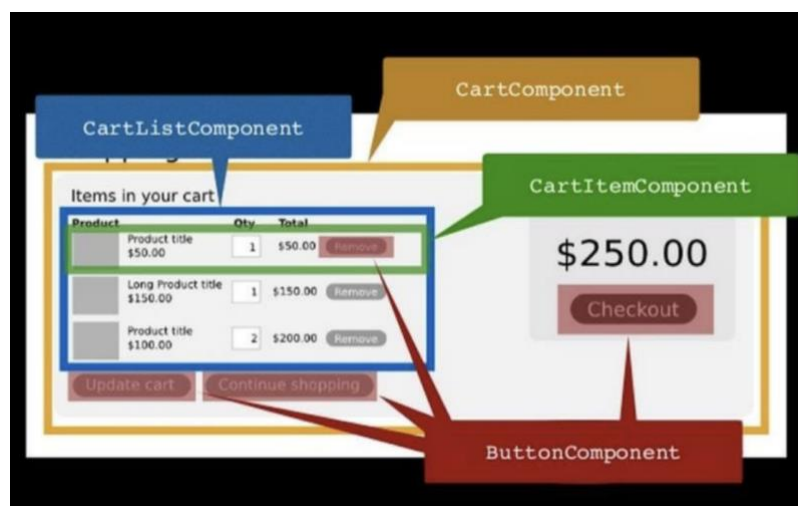 CartComponent
CartListComponent
CartItemComponent
Items in your cart
Product Qty Total
Product title
$50.00 1 $50.00 Remove
Long Product title
$150.00 1 $150.00 Remove
Product title
$100.00 2 $200.00 Remove
$250.00
Checkout
Update cart Continue shopping
ButtonComponent